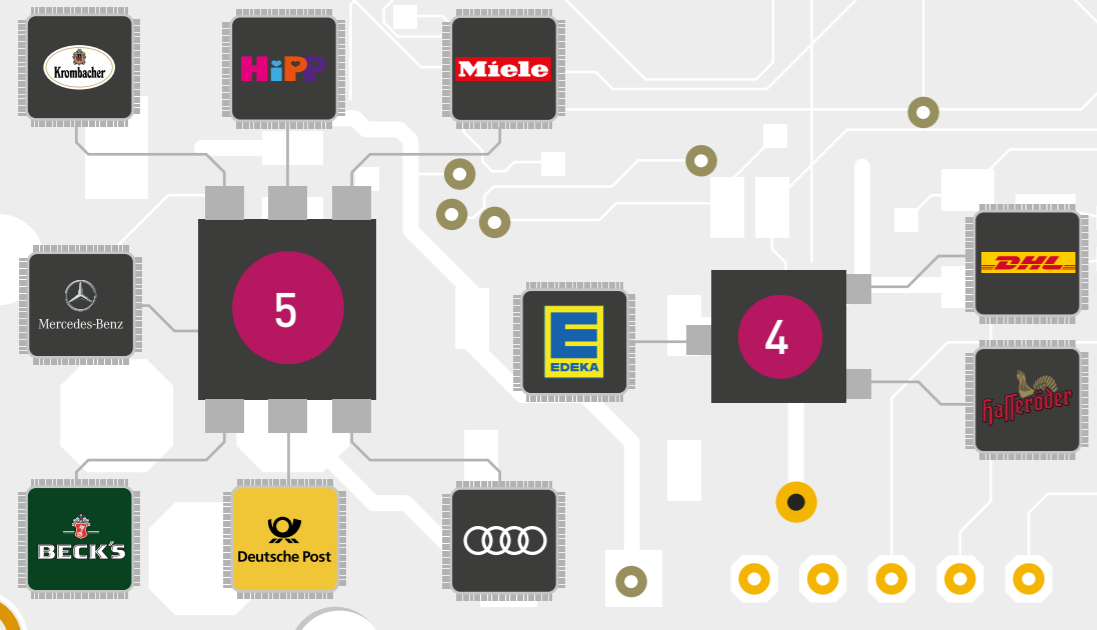 Krombacher
HiPP
Miele
Mercedes-Benz
5
EDEKA
4
DHL
Hasseröder
BECK'S
Deutsche Post